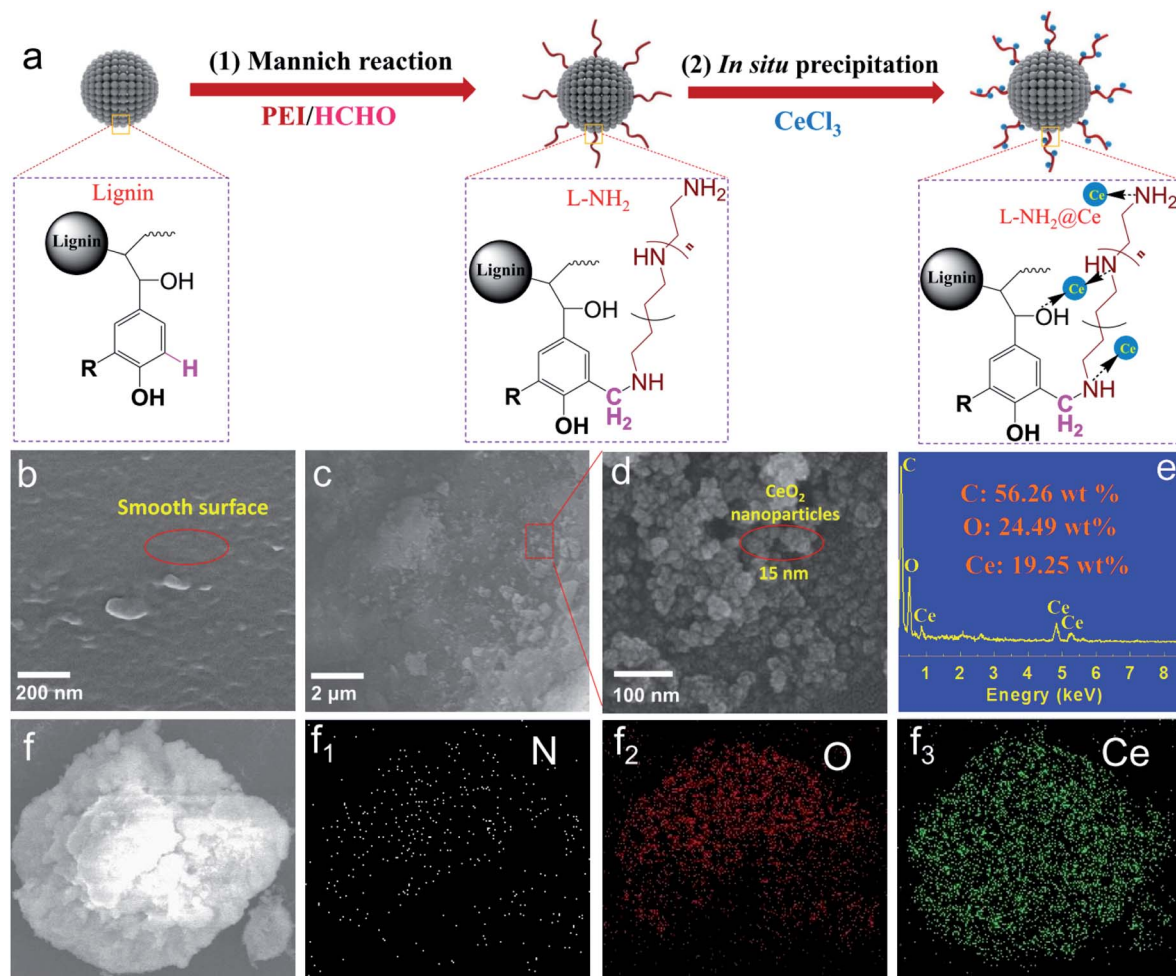 a
(1) Mannich reaction
PEI/HCHO
(2) In situ precipitation
CeCl3
Lignin
Lignin
OH
R
H
OH
L-NH2
NH2
HN
n
Lignin
OH
R
NH
OH
C
H2
L-NH2@Ce
Ce
NH2
HN
n
Lignin
Ce
OH
Ce
R
NH
OH
C
H2
b
Smooth surface
200 nm
c
2 µm
d
CeO2
nanoparticles
15 nm
100 nm
e
C
C: 56.26 wt %
O: 24.49 wt%
Ce: 19.25 wt%
O
Ce
Ce
Ce
1 2 3 4 5 6 7 8
Enegry (keV)
f
f1
N
f2
O
f3
Ce